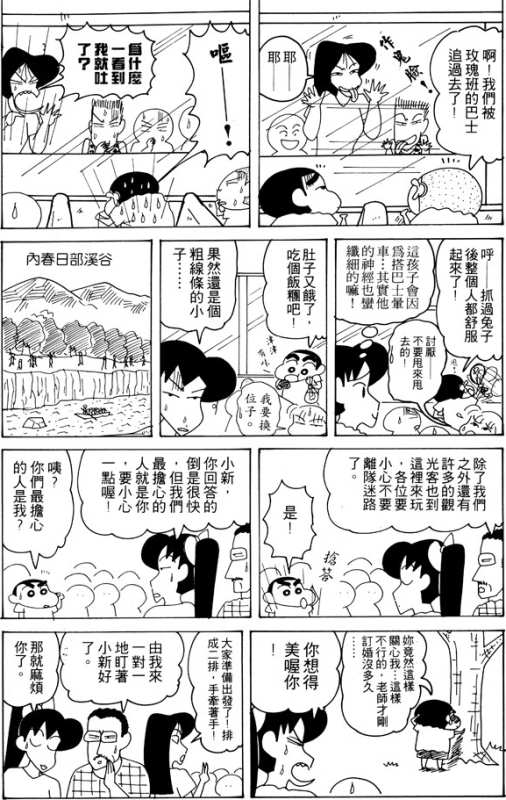 啊！我們被
玫瑰班的巴士
追過去了！
作鬼臉！
耶耶
嘔——！
為什麼
一看到
我就吐
了？
呼——抓過兔子
後整個人都舒服
起來了！
討厭——
不要甩來甩
去的！
這孩子會因
為搭巴士暈
車…其實他
的神經也蠻
纖細的嘛！
肚子又餓了，
吃個飯糰吧！
我要換
位子。
果然還是個
粗線條的小
子……
內春日部溪谷
除了我們
之外還有
許多的觀
光客也到
這裡來玩
，各位要
小心不要
離隊迷路
了。
搶答
是！
小新，
你回答的
倒是很快
，但我們
最擔心的
人就是你
，要小心
一點喔！
咦？
你們最擔心
的人是我？
妳竟然這樣
關心我…這樣
不行的，老師才剛
訂婚沒多久
你想得
美喔你
！
大家準備出發了！排
成二排，手牽著手！
由我來
一對一
地盯著
小新好
了。
那就麻煩
你了。